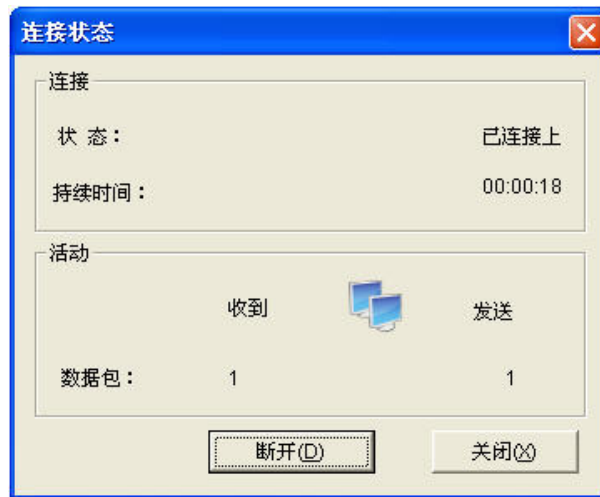 连接状态
连接
状 态： 已连接上
持续时间： 00:00:18
活动
收到 发送
数据包： 1 1
断开(D) 关闭(X)